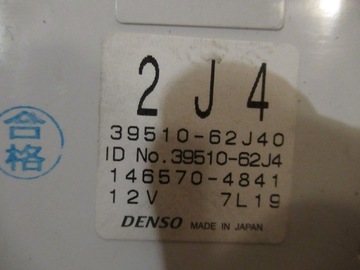 2J4
39510-62J40
ID No. 39510-62J4
146570-4841
12V 7L19
DENSO MADE IN JAPAN
合格